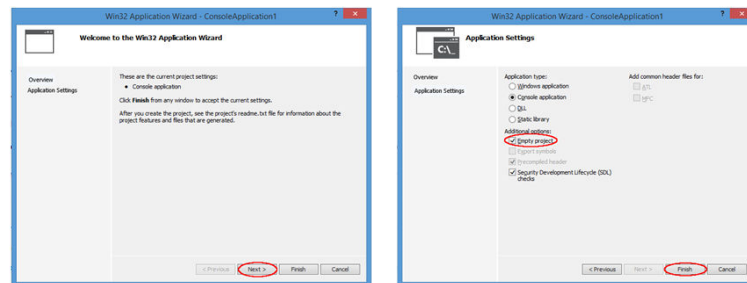 Win32 Application Wizard - ConsoleApplication1
Welcome to the Win32 Application Wizard
Overview
Application Settings
These are the current project settings:
• Console application
Click Finish from any window to accept the current settings.
After you create the project, see the project's readme.txt file for information about the
project features and files that are generated.
< Previous
Next >
Finish
Cancel
Win32 Application Wizard - ConsoleApplication1
C:\_
Application Settings
Overview
Application Settings
Application type:
Windows application
Console application
DLL
Static library
Additional options:
Empty project
Export symbols
Precompiled header
Security Development Lifecycle (SDL)
checks
Add common header files for:
ATL
MFC
< Previous
Next >
Finish
Cancel